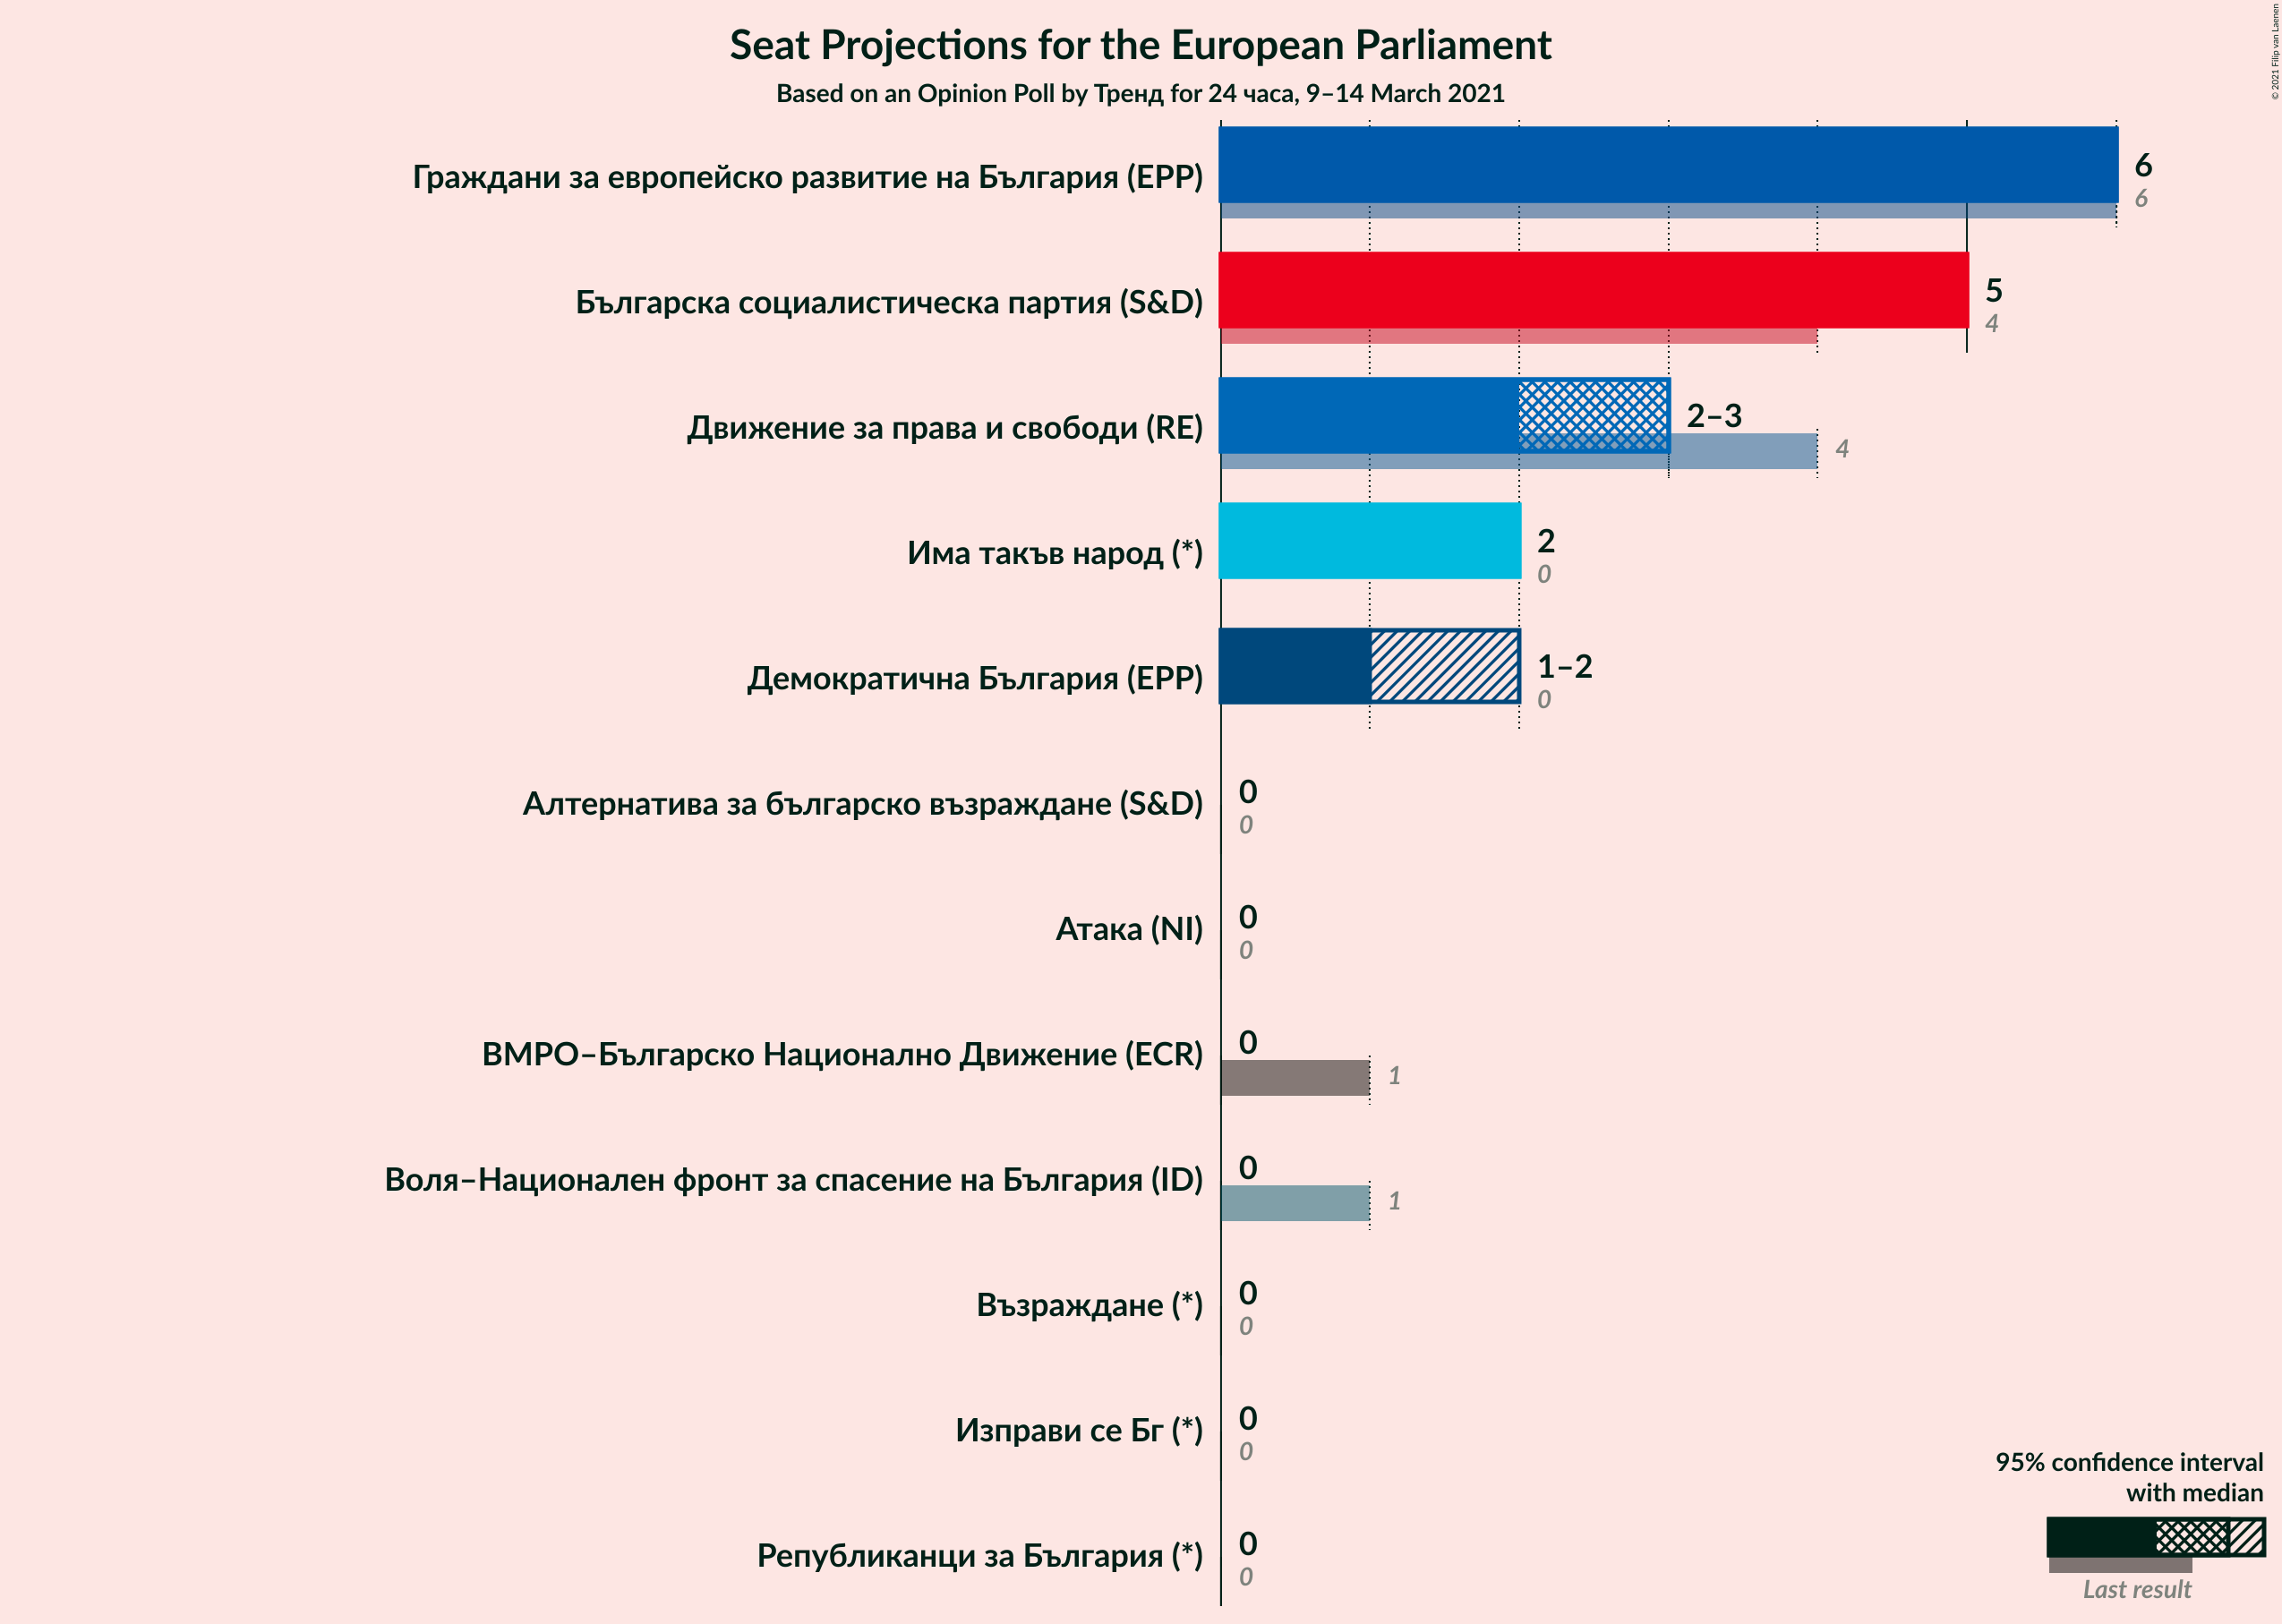 Seat Projections for the European Parliament
Based on an Opinion Poll by Тренд for 24 часа, 9–14 March 2021
© 2021 Filip van Laenen
Граждани за европейско развитие на България (EPP)
6
6
Българска социалистическа партия (S&D)
5
4
Движение за права и свободи (RE)
2–3
4
Има такъв народ (*)
2
0
Демократична България (EPP)
1–2
0
Алтернатива за българско възраждане (S&D)
0
0
Атака (NI)
0
0
ВМРО–Българско Национално Движение (ECR)
0
1
Воля–Национален фронт за спасение на България (ID)
0
1
Възраждане (*)
0
0
Изправи се Бг (*)
0
0
Републиканци за България (*)
0
0
95% confidence interval
with median
Last result